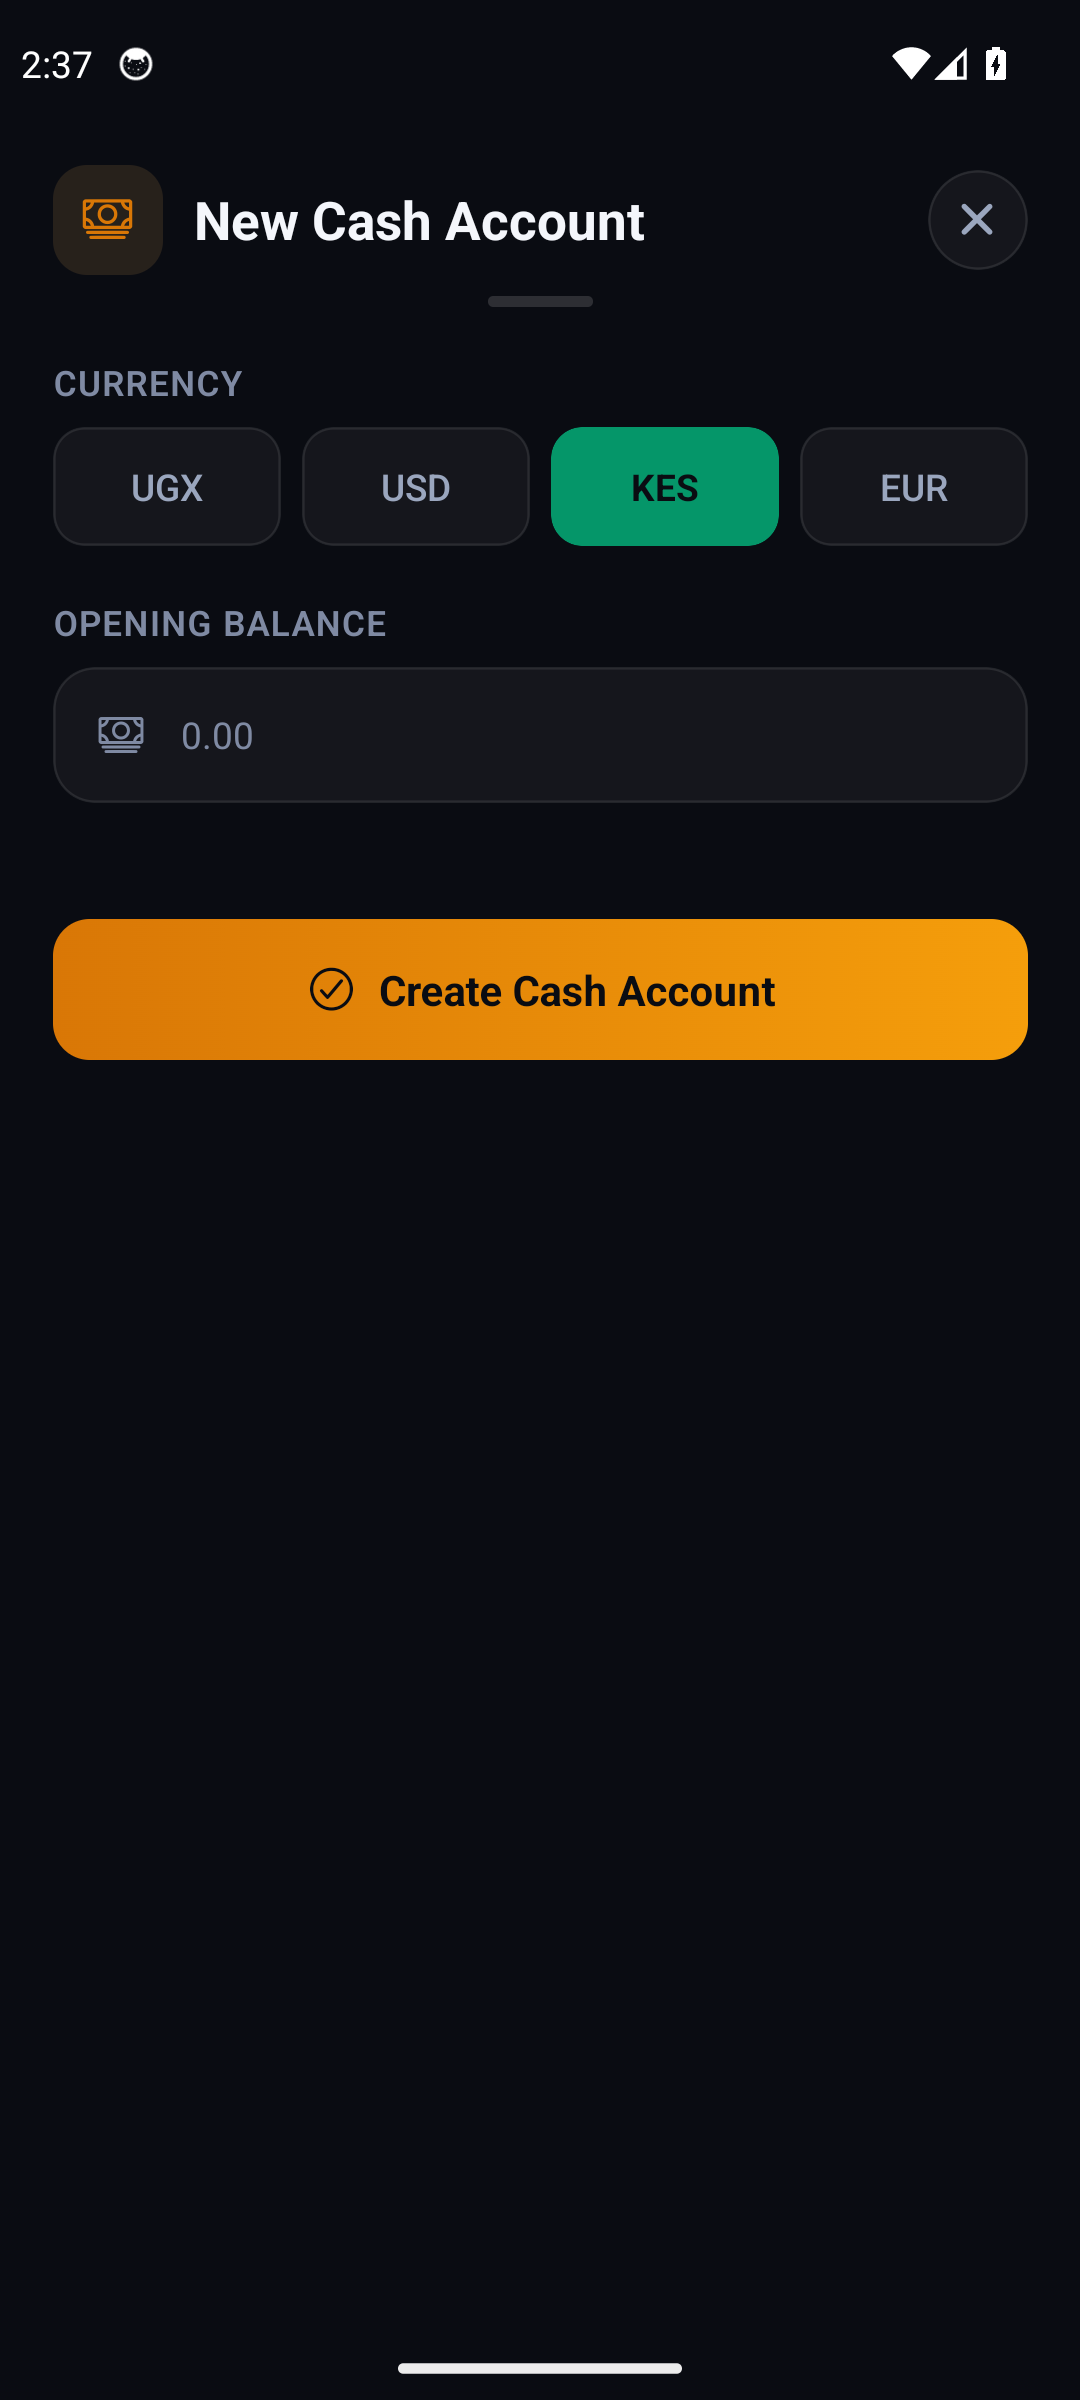 2:37
New Cash Account
CURRENCY
UGX USD KES EUR
OPENING BALANCE
0.00
Create Cash Account